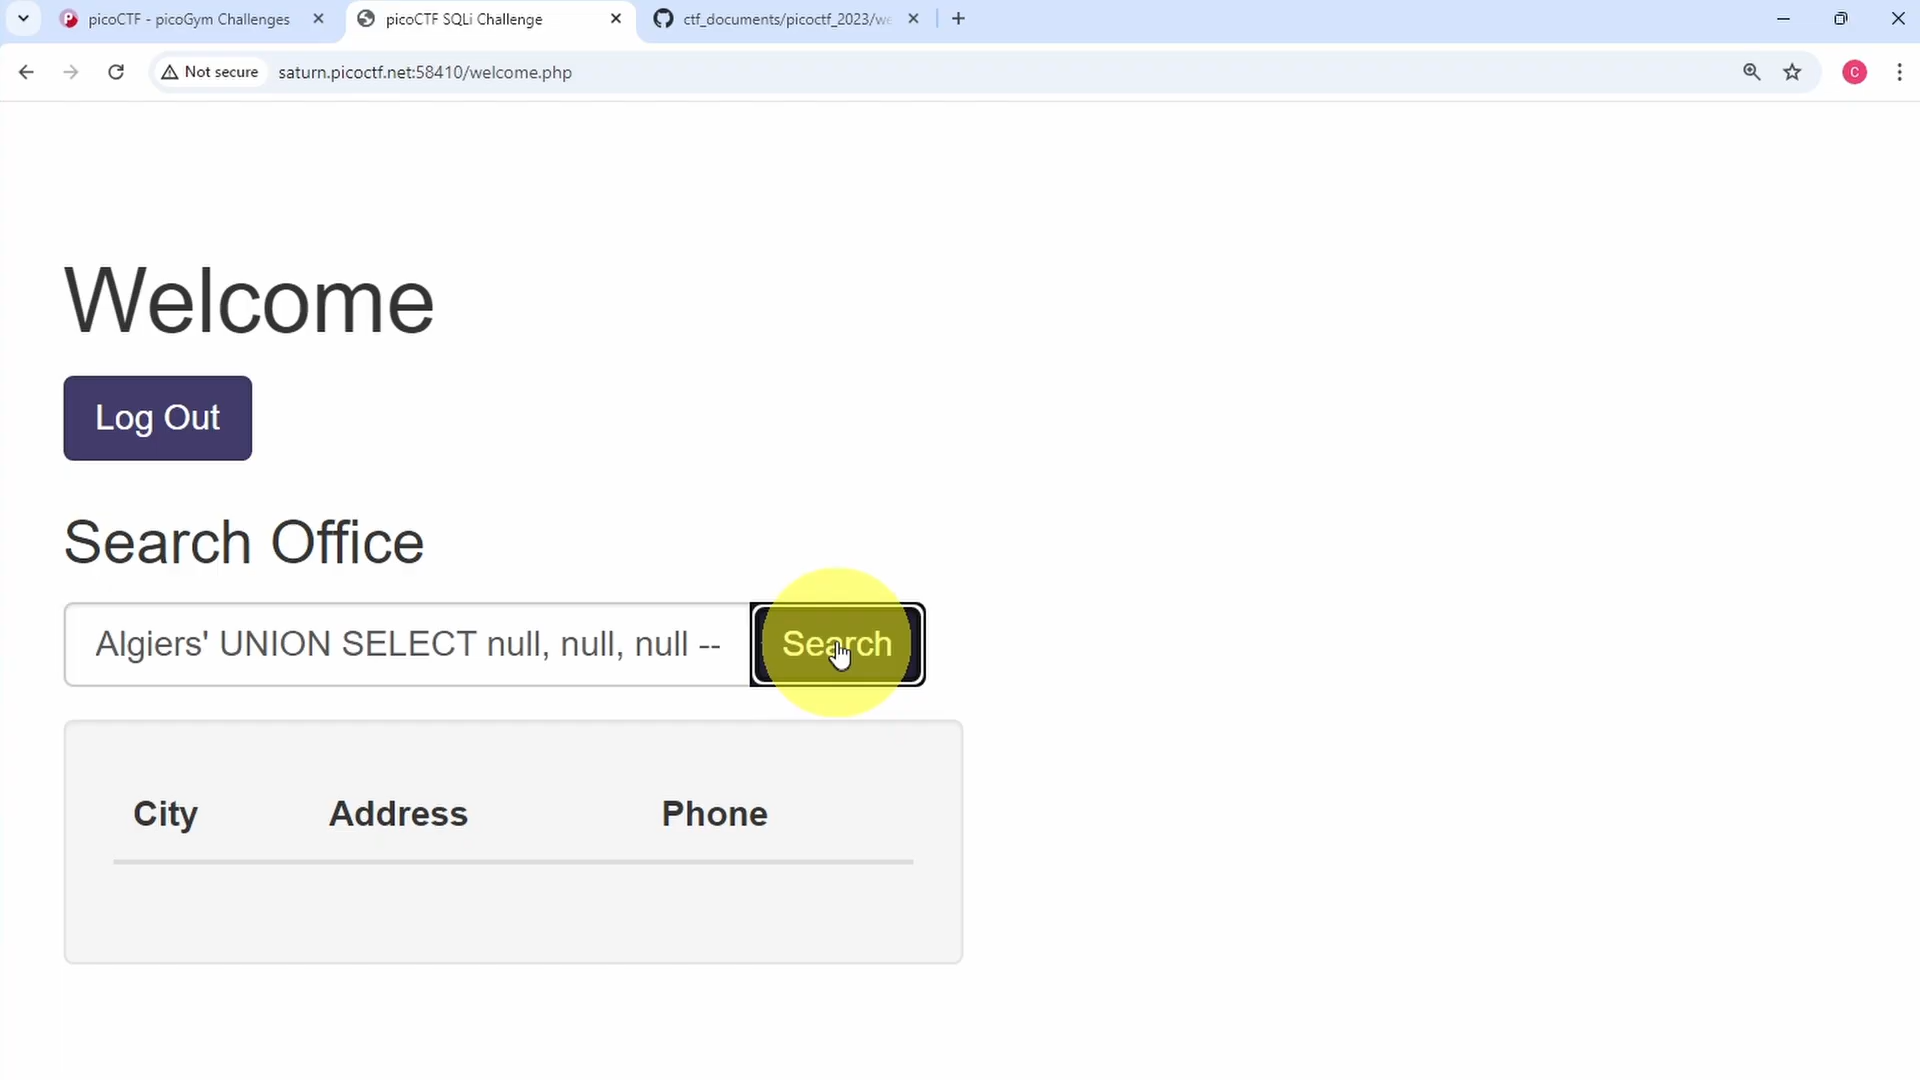 picoCTF - picoGym Challenges
picoCTF SQLi Challenge
ctf_documents/picoctf_2023/we
Not secure
saturn.picoctf.net:58410/welcome.php
C
Welcome
Log Out
Search Office
Algiers' UNION SELECT null, null, null --
Search
City Address Phone